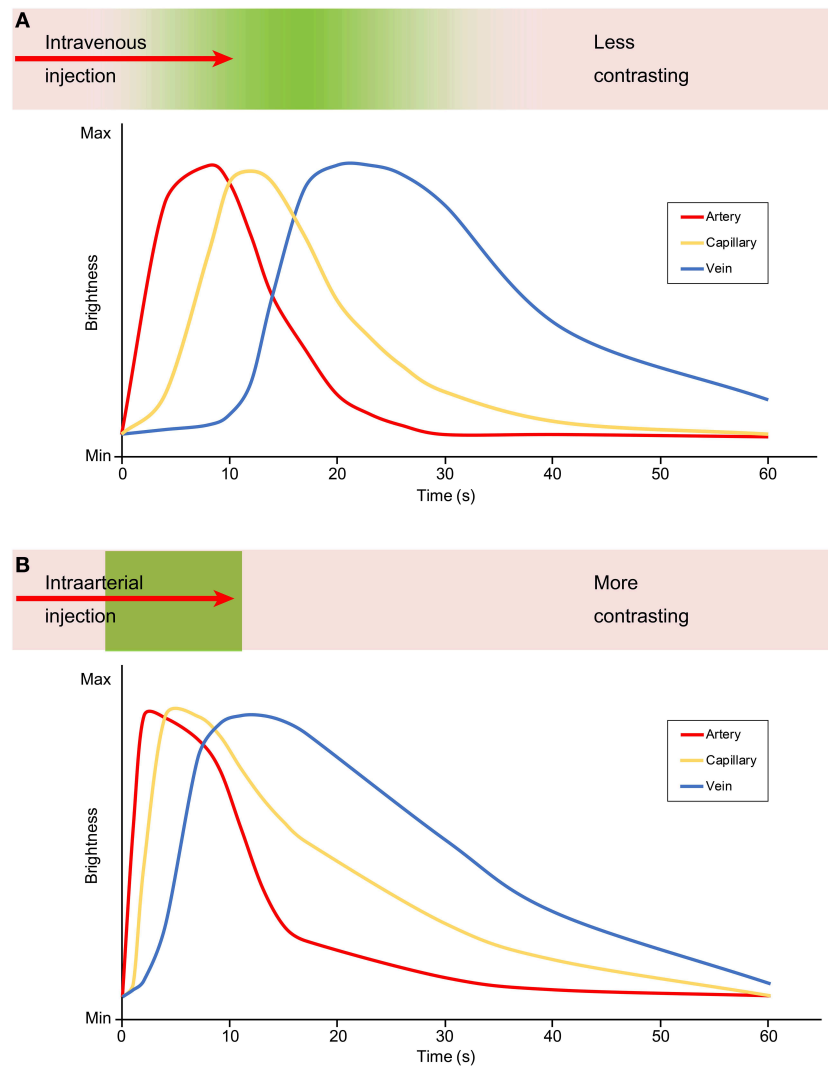 A
Intravenous
injection
Less
contrasting
Max
Brightness
Min
Artery
Capillary
Vein
0 10 20 30 40 50 60
Time (s)
B
Intraarterial
injection
More
contrasting
Max
Brightness
Min
Artery
Capillary
Vein
0 10 20 30 40 50 60
Time (s)